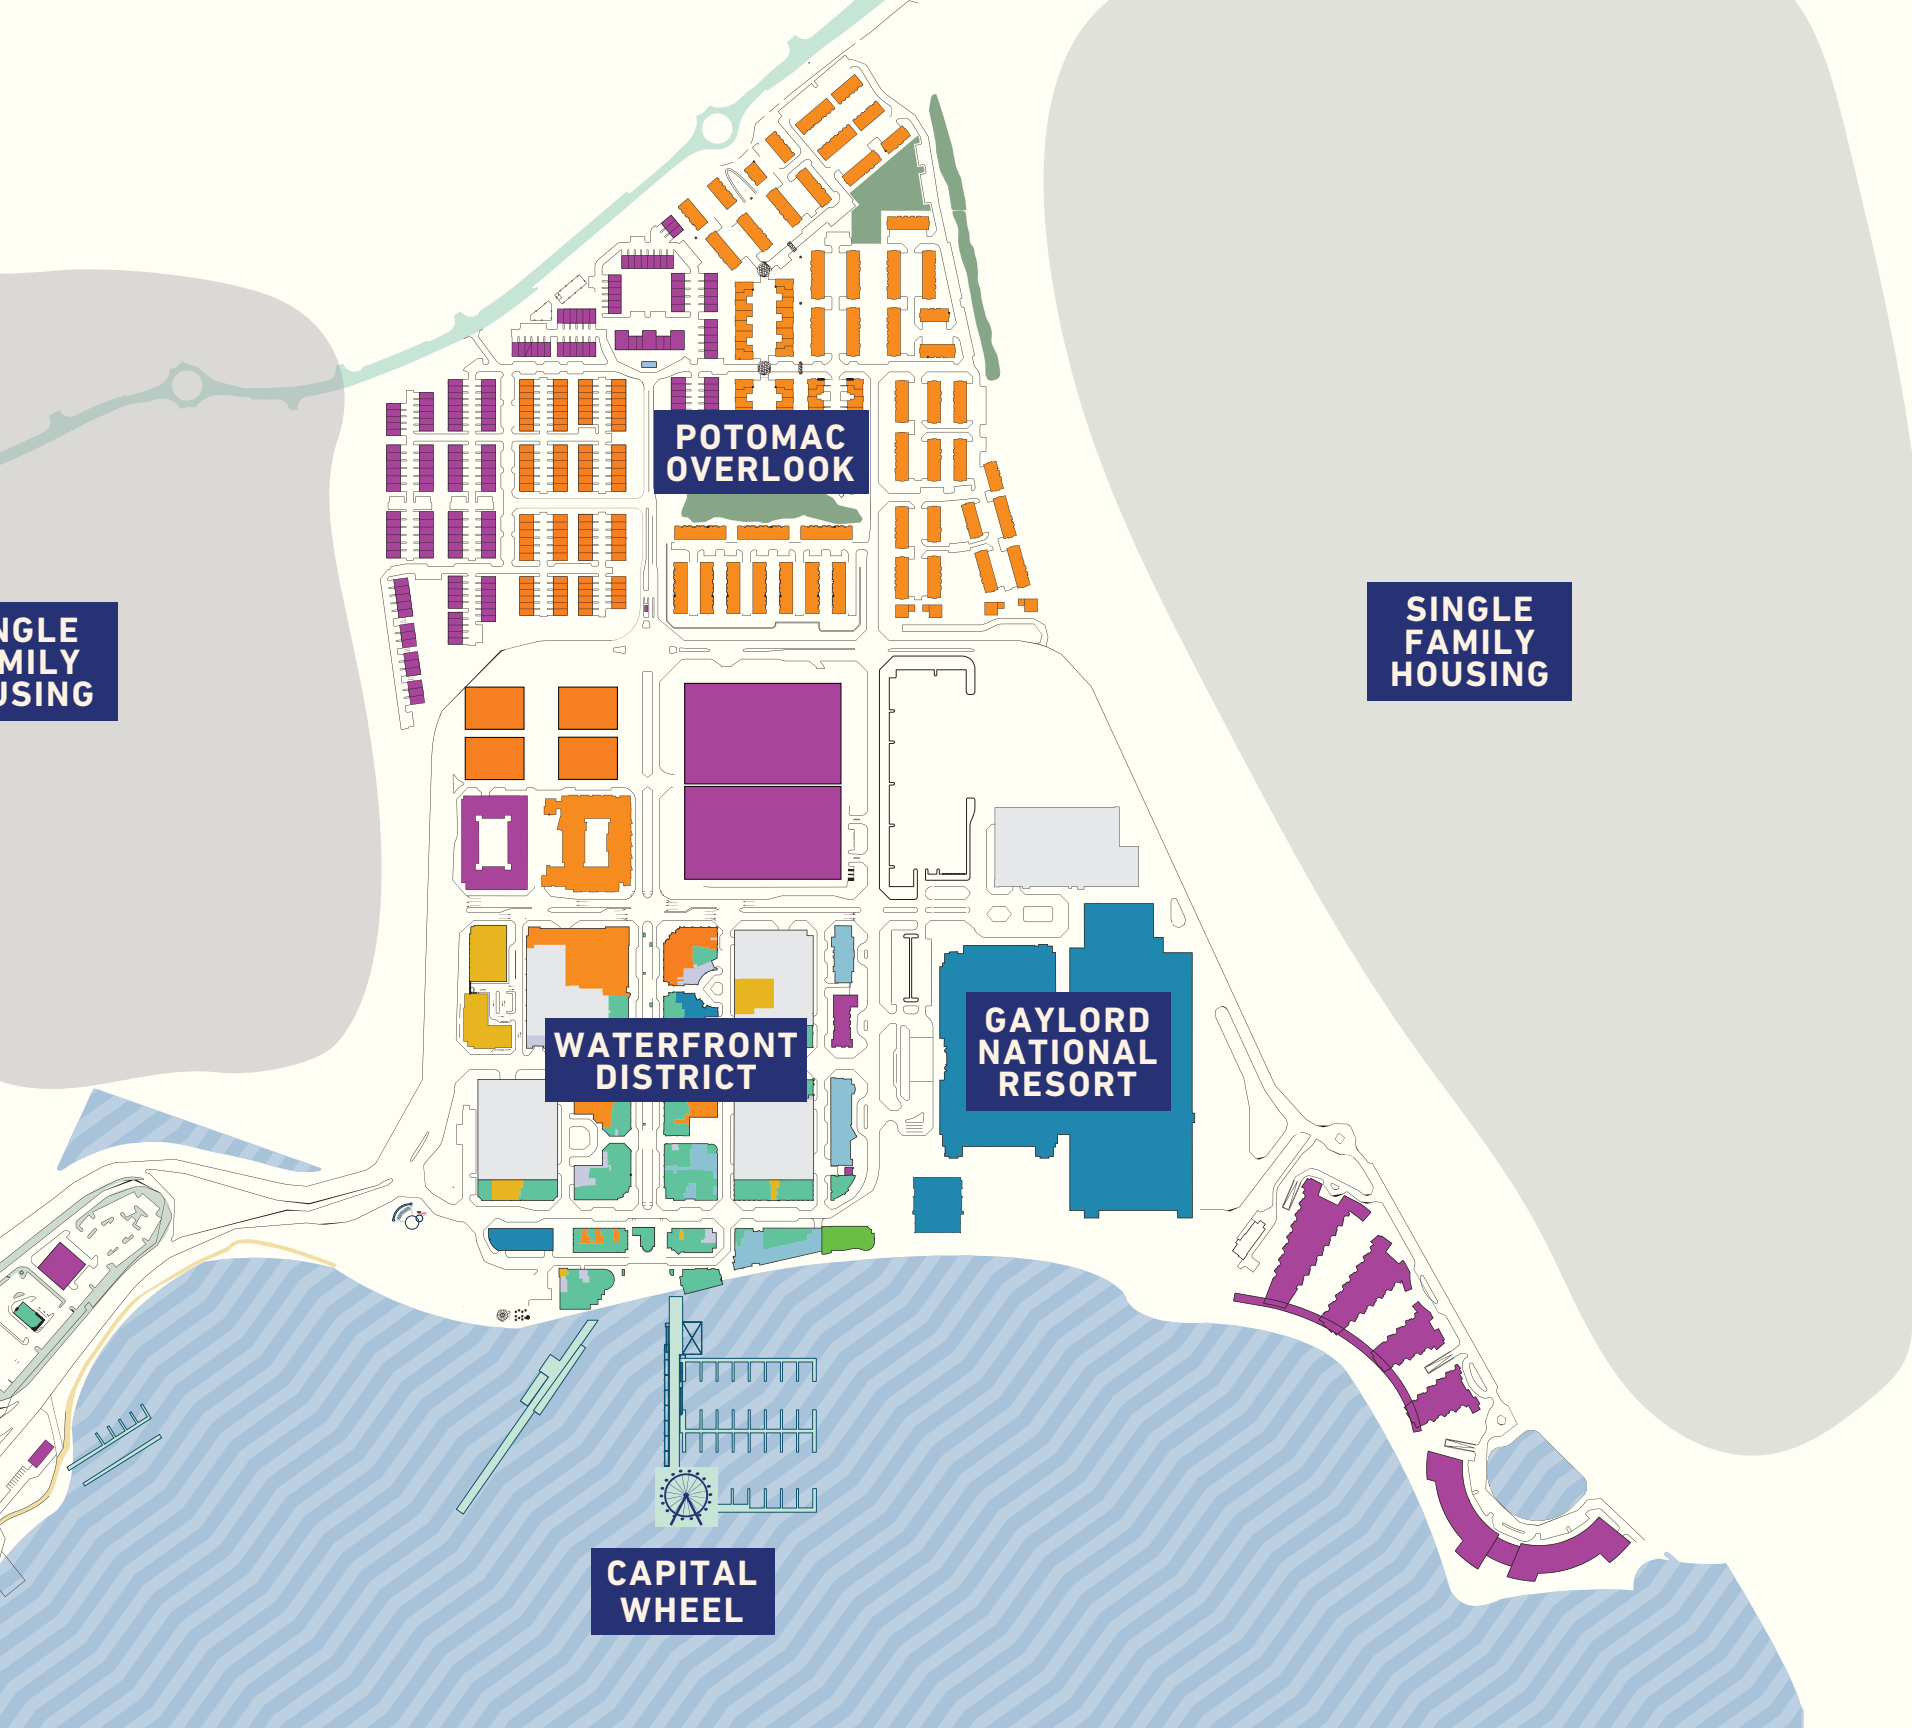 POTOMAC
OVERLOOK
NGLE
MILY
USING
SINGLE
FAMILY
HOUSING
WATERFRONT
DISTRICT
GAYLORD
NATIONAL
RESORT
CAPITAL
WHEEL